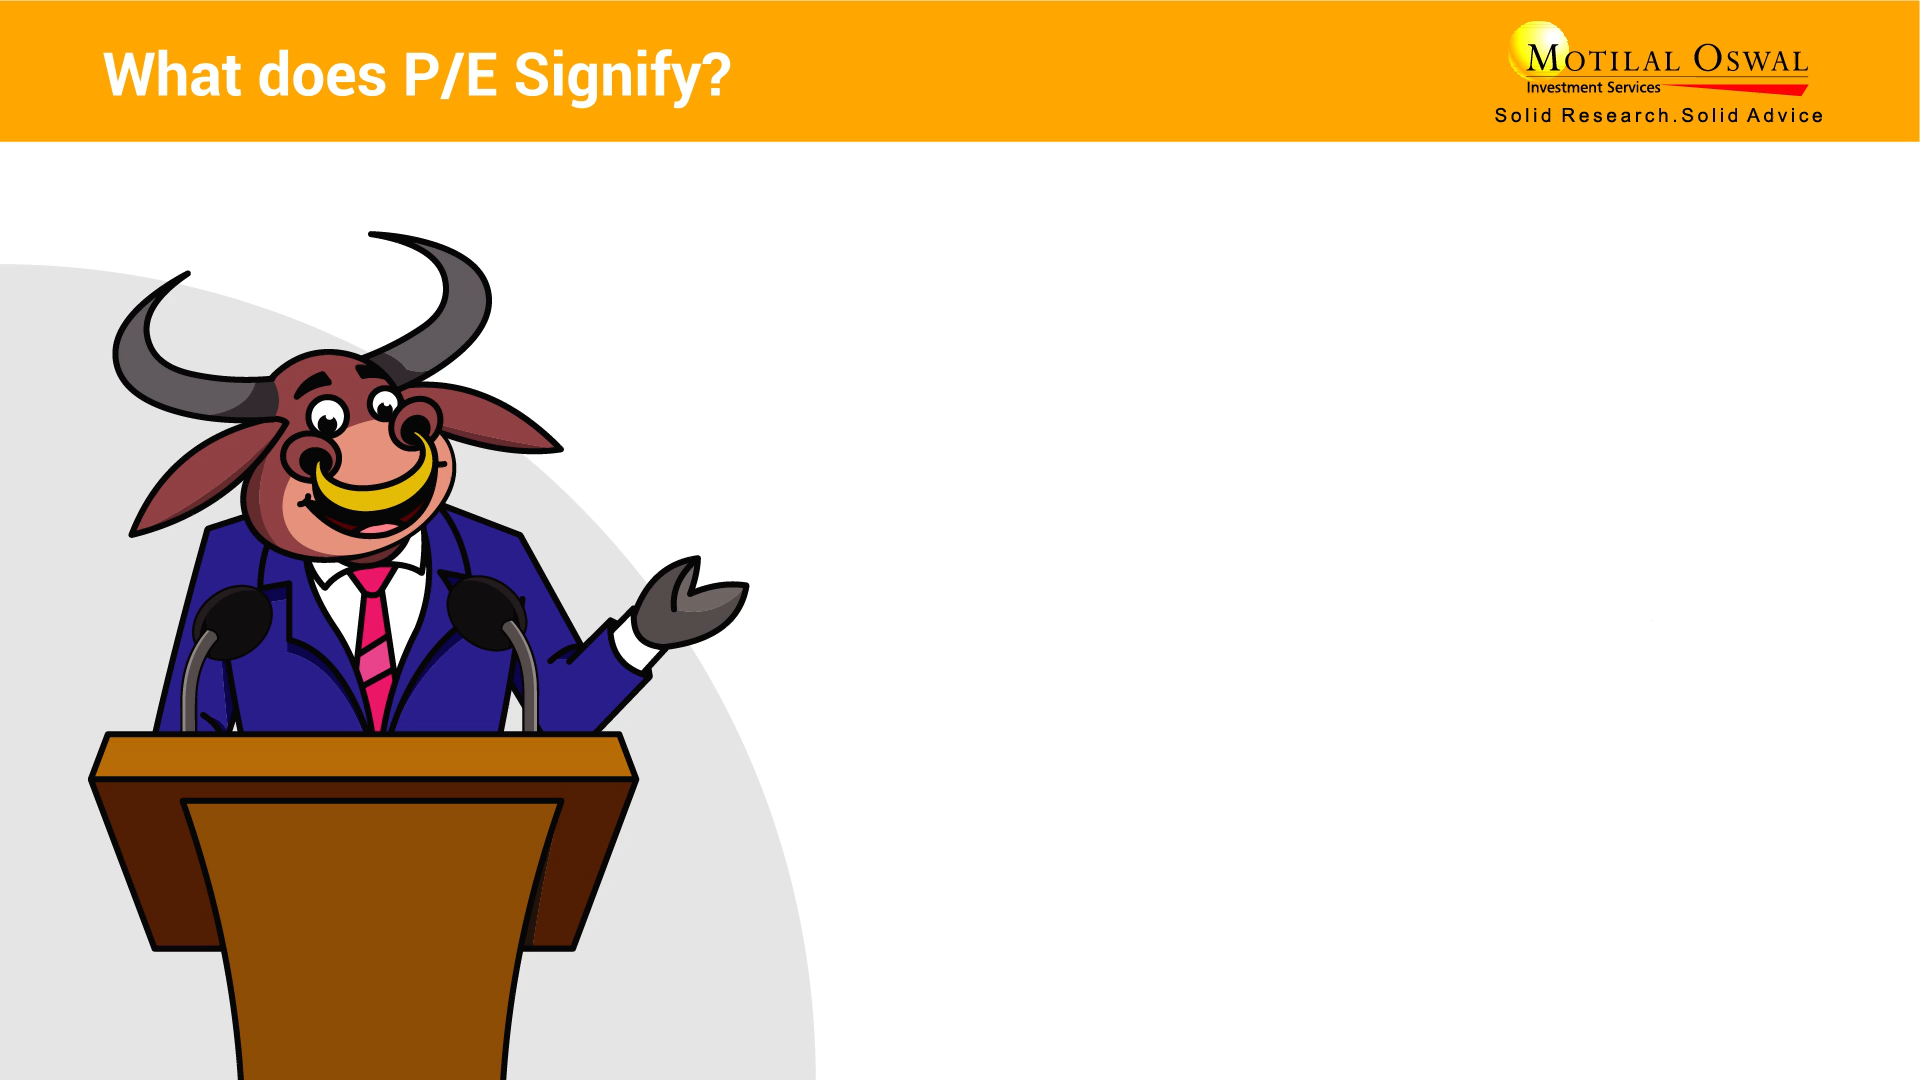 What does P/E Signify?
MOTILAL OSWAL
Investment Services
Solid Research.Solid Advice